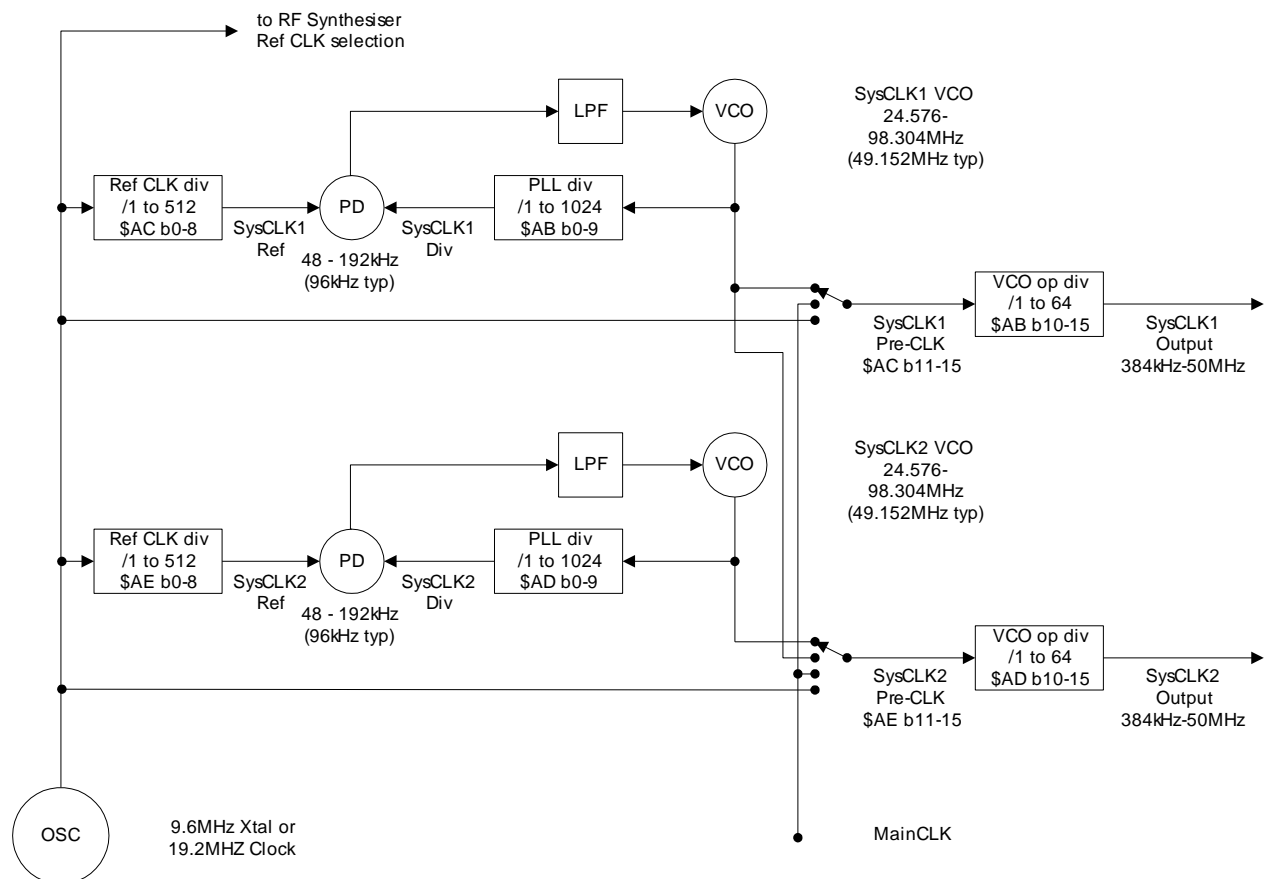 to RF Synthesiser
Ref CLK selection
LPF
VCO
SysCLK1 VCO
24.576-
98.304MHz
(49.152MHz typ)
Ref CLK div
/1 to 512
$AC b0-8
SysCLK1
Ref
PD
48 - 192kHz
(96kHz typ)
SysCLK1
Div
PLL div
/1 to 1024
$AB b0-9
SysCLK1
Pre-CLK
$AC b11-15
VCO op div
/1 to 64
$AB b10-15
SysCLK1
Output
384kHz-50MHz
LPF
VCO
SysCLK2 VCO
24.576-
98.304MHz
(49.152MHz typ)
Ref CLK div
/1 to 512
$AE b0-8
SysCLK2
Ref
PD
48 - 192kHz
(96kHz typ)
SysCLK2
Div
PLL div
/1 to 1024
$AD b0-9
SysCLK2
Pre-CLK
$AE b11-15
VCO op div
/1 to 64
$AD b10-15
SysCLK2
Output
384kHz-50MHz
OSC
9.6MHz Xtal or
19.2MHZ Clock
MainCLK